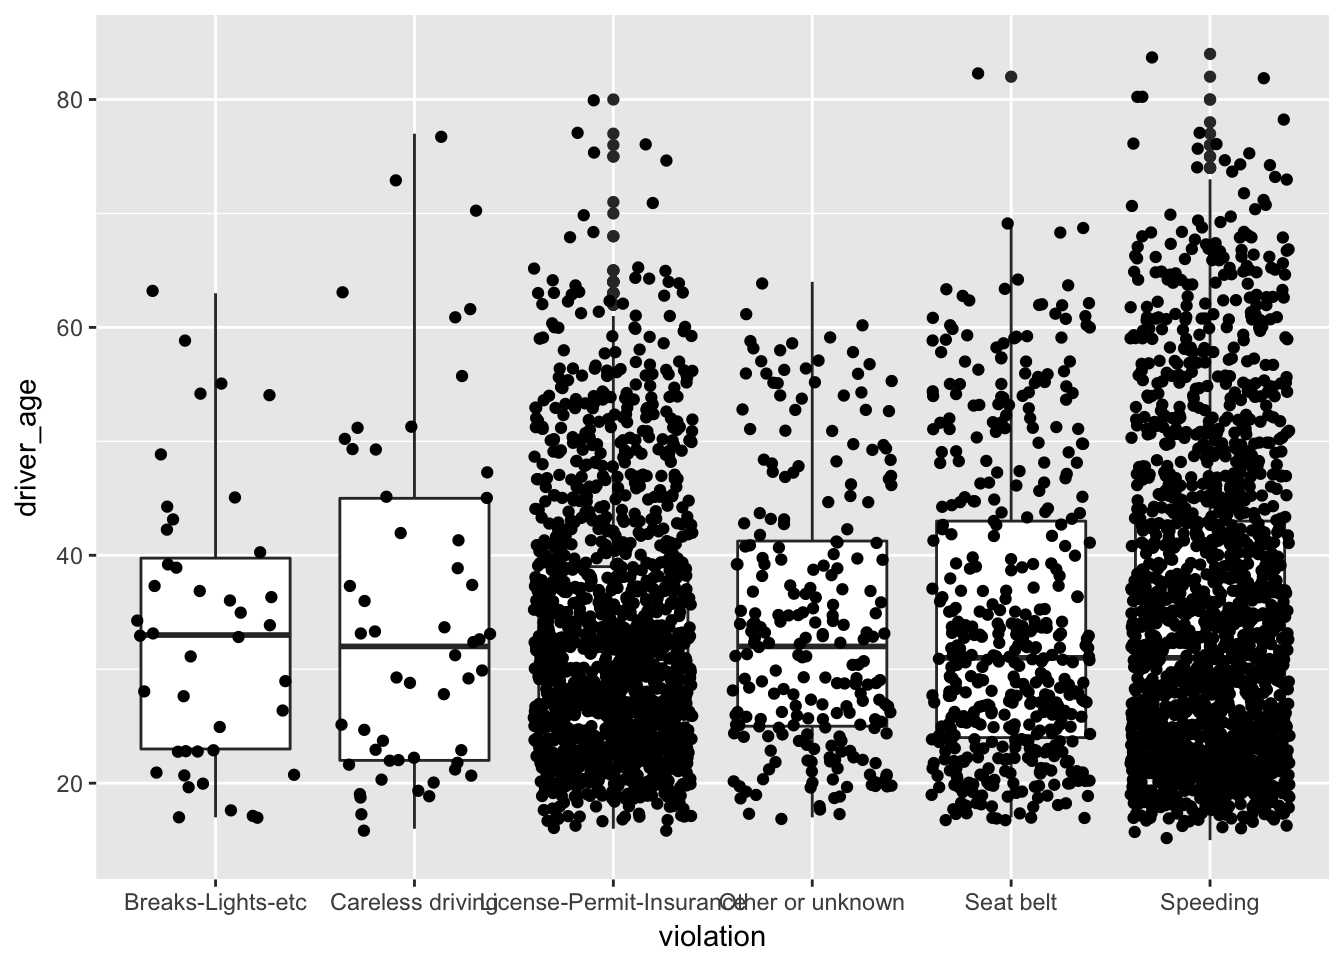 80
60
40
20
driver_age
Breaks-Lights-etc
Careless driving
License-Permit-Insurance
Other or unknown
Seat belt
Speeding
violation